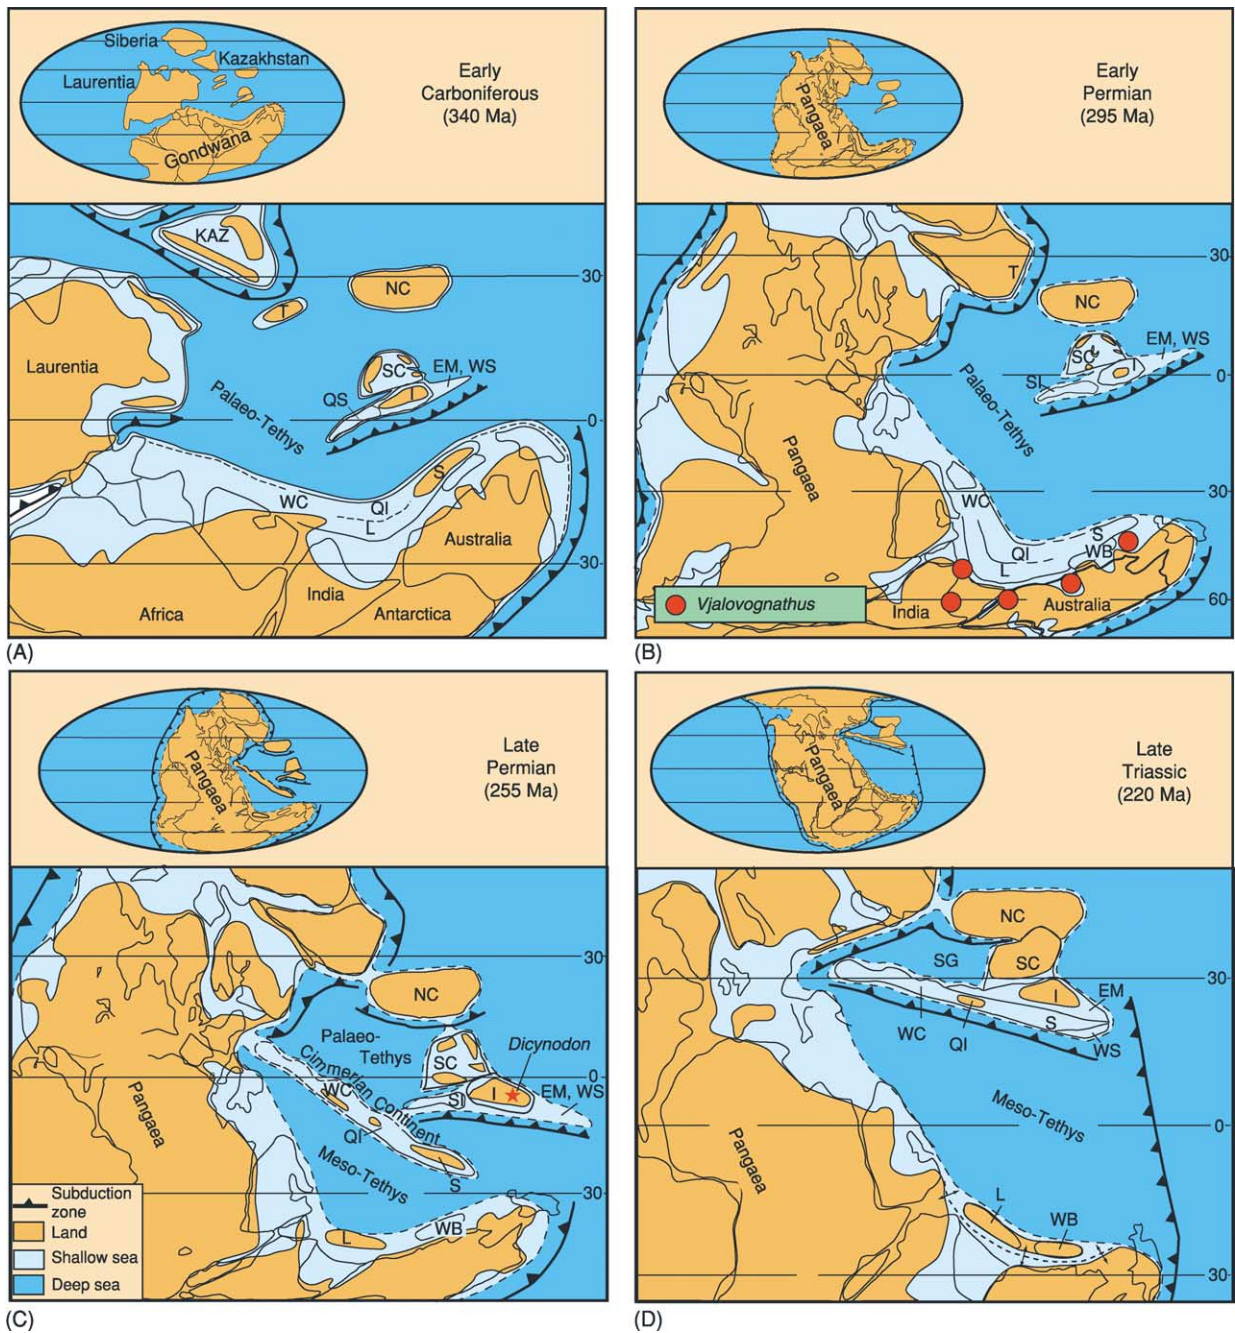 Siberia
Kazakhstan
Laurentia
Gondwana
Early
Carboniferous
(340 Ma)
KAZ
30
NC
T
Laurentia
SC
EM, WS
I
QS
Palaeo-Tethys
0
S
WC
QI
L
Australia
30
India
Africa
Antarctica
(A)
Pangaea
Early
Permian
(295 Ma)
30
T
NC
EM, WS
SC
I
SI
0
Palaeo-Tethys
Pangaea
WC
30
S
QI
WB
L
Vjalovognathus
India
Australia
60
(B)
Pangaea
Late
Permian
(255 Ma)
30
NC
Palaeo-
Tethys
Dicynodon
SC
0
Cimmerian Continent
WC
SI
I
EM, WS
Pangaea
QI
Meso-Tethys
S
30
WB
L
Subduction
zone
Land
Shallow sea
Deep sea
(C)
Pangaea
Late
Triassic
(220 Ma)
NC
SG
SC
30
I
EM
S
WC
QI
WS
Meso-Tethys
0
Pangaea
L
WB
30
(D)